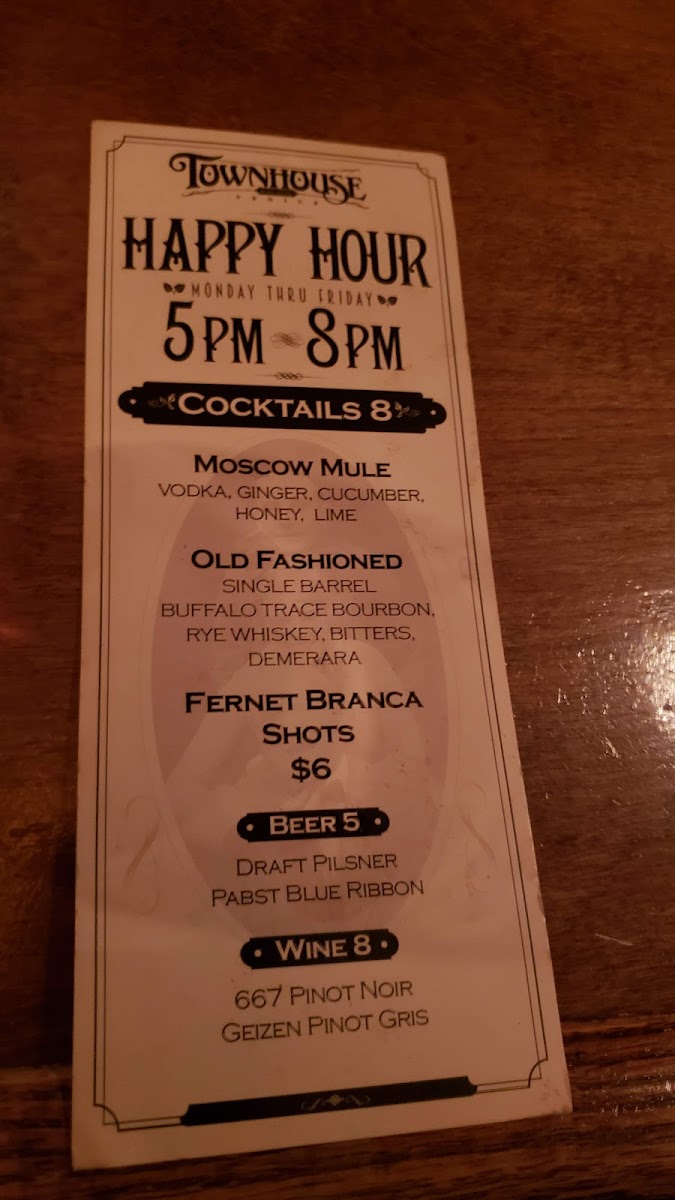 TOWNHOUSE
VENICE
HAPPY HOUR
MONDAY THRU FRIDAY
5PM 8PM
COCKTAILS 8
MOSCOW MULE
VODKA, GINGER, CUCUMBER,
HONEY, LIME
OLD FASHIONED
SINGLE BARREL
BUFFALO TRACE BOURBON,
RYE WHISKEY, BITTERS,
DEMERARA
FERNET BRANCA
SHOTS
$6
BEER 5
DRAFT PILSNER
PABST BLUE RIBBON
WINE 8
667 PINOT NOIR
GEIZEN PINOT GRIS